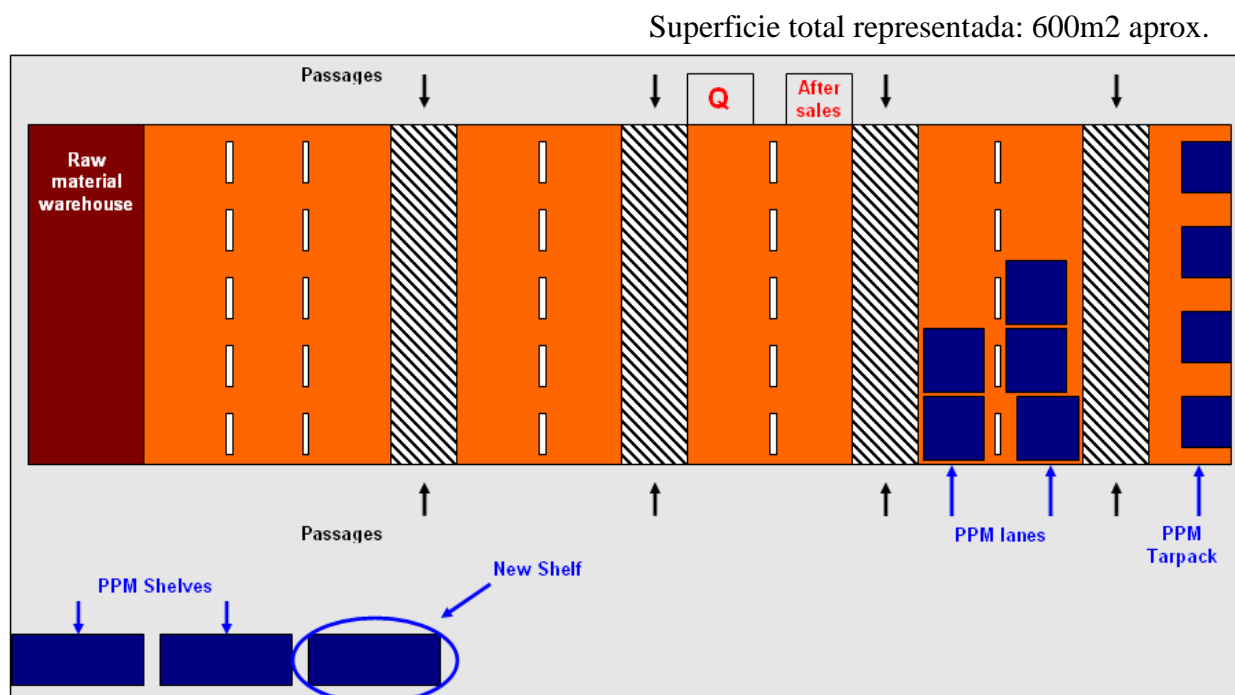 Superficie total representada: 600m2 aprox.
Passages
Q
After
sales
Raw
material
warehouse
PPM lanes
PPM
Tarpack
Passages
New Shelf
PPM Shelves